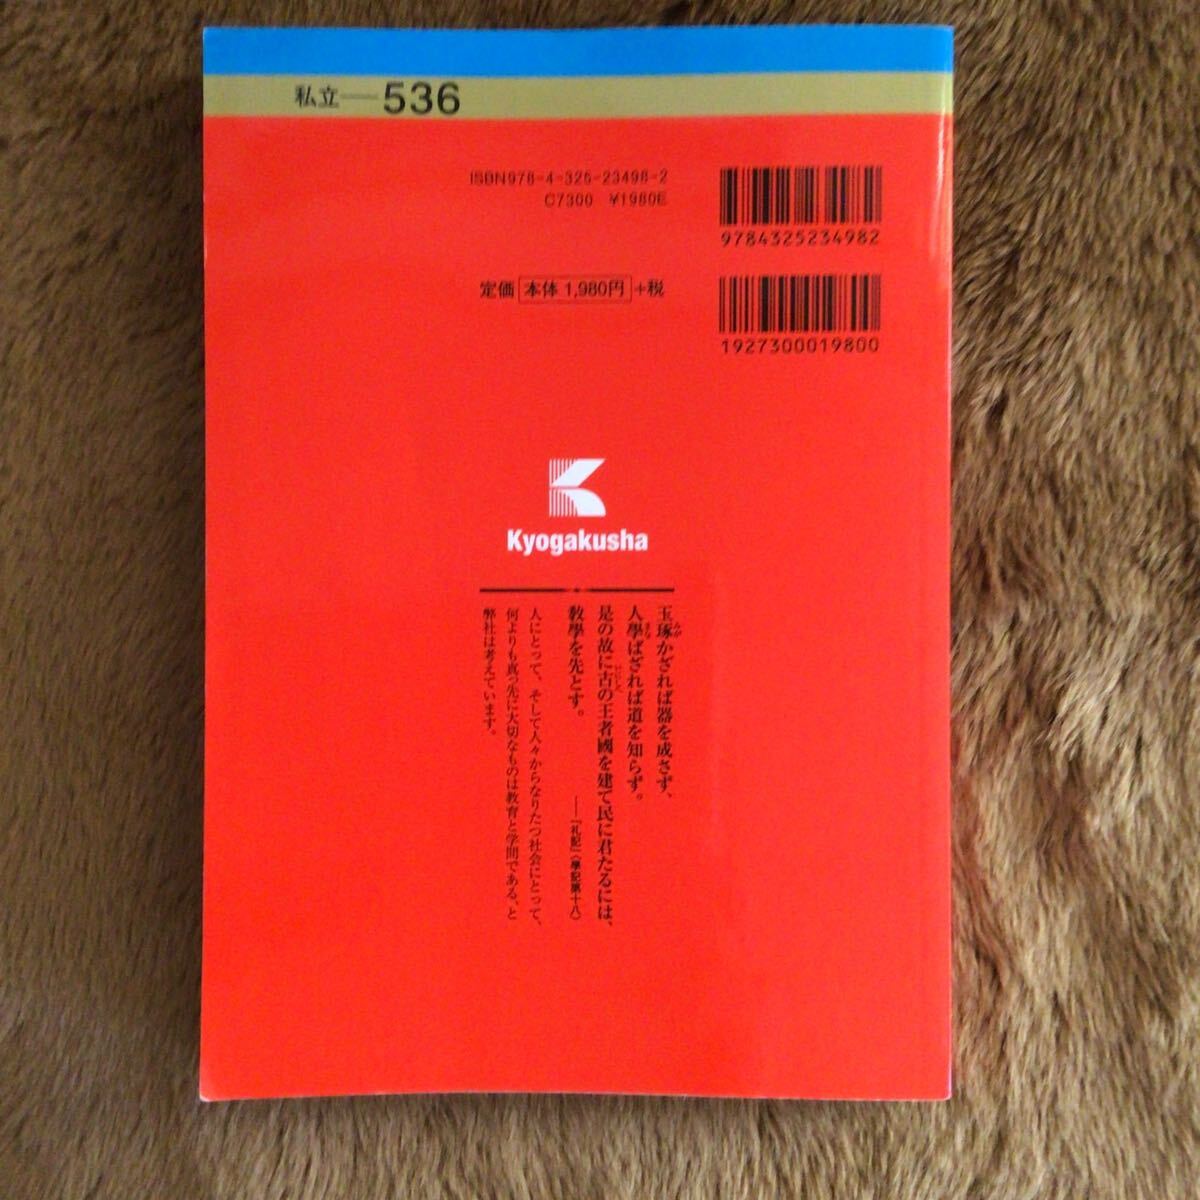 私立――536
ISBN978-4-325-23498-2
C7300 ¥1980E
9784325234982
定価 本体1,980円 +税
1927300019800
Kyogakusha
玉琢かざれば器を成さず、
人學ばざれば道を知らず。
是の故に古の王者國を建て民に君たるには、
教學を先とす。
――『礼記』(學記第十八)
人にとって、そして人々からなりたつ社会にとって、
何よりも真っ先に大切なものは教育と学問である、と
弊社は考えています。